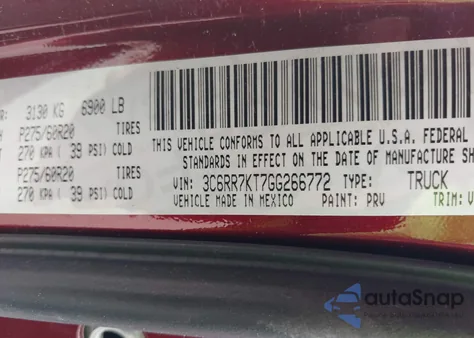 R: 3130 KG 6900 LB
P275/60R20 TIRES
270 KPA ( 39 PSI) COLD
P275/60R20 TIRES
270 KPA ( 39 PSI) COLD
THIS VEHICLE CONFORMS TO ALL APPLICABLE U.S.A. FEDERAL
STANDARDS IN EFFECT ON THE DATE OF MANUFACTURE SH
VIN: 3C6RR7KT7GG266772 TYPE: TRUCK
VEHICLE MADE IN MEXICO PAINT: PRV TRIM: V
autoSnap